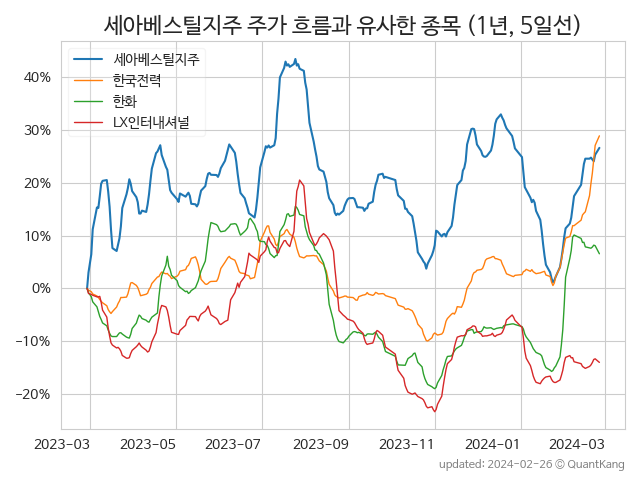 세아베스틸지주 주가 흐름과 유사한 종목 (1년, 5일선)
세아베스틸지주
한국전력
한화
LX인터내셔널
40%
30%
20%
10%
0%
−10%
−20%
2023-03 2023-05 2023-07 2023-09 2023-11 2024-01 2024-03
updated: 2024-02-26 © QuantKang